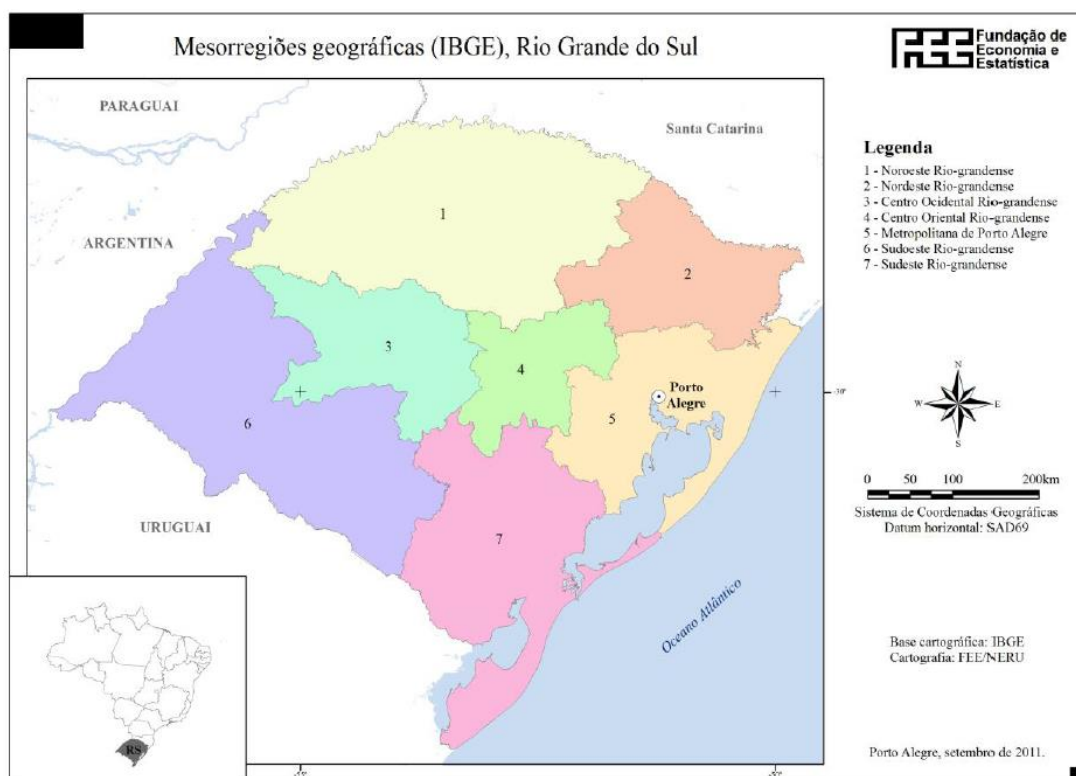 Mesorregiões geográficas (IBGE), Rio Grande do Sul
FEE Fundação de
Economia e
Estatística
PARAGUAI
Santa Catarina
ARGENTINA
URUGUAI
1
2
3
4
5
6
7
Porto
Alegre
Oceano Atlântico
-30°
RS
Legenda
1 - Noroeste Rio-grandense
2 - Nordeste Rio-grandense
3 - Centro Ocidental Rio-grandense
4 - Centro Oriental Rio-grandense
5 - Metropolitana de Porto Alegre
6 - Sudoeste Rio-grandense
7 - Sudeste Rio-grandense
N
W E
S
0 50 100 200km
Sistema de Coordenadas Geográficas
Datum horizontal: SAD69
Base cartográfica: IBGE
Cartografia: FEE/NERU
Porto Alegre, setembro de 2011.